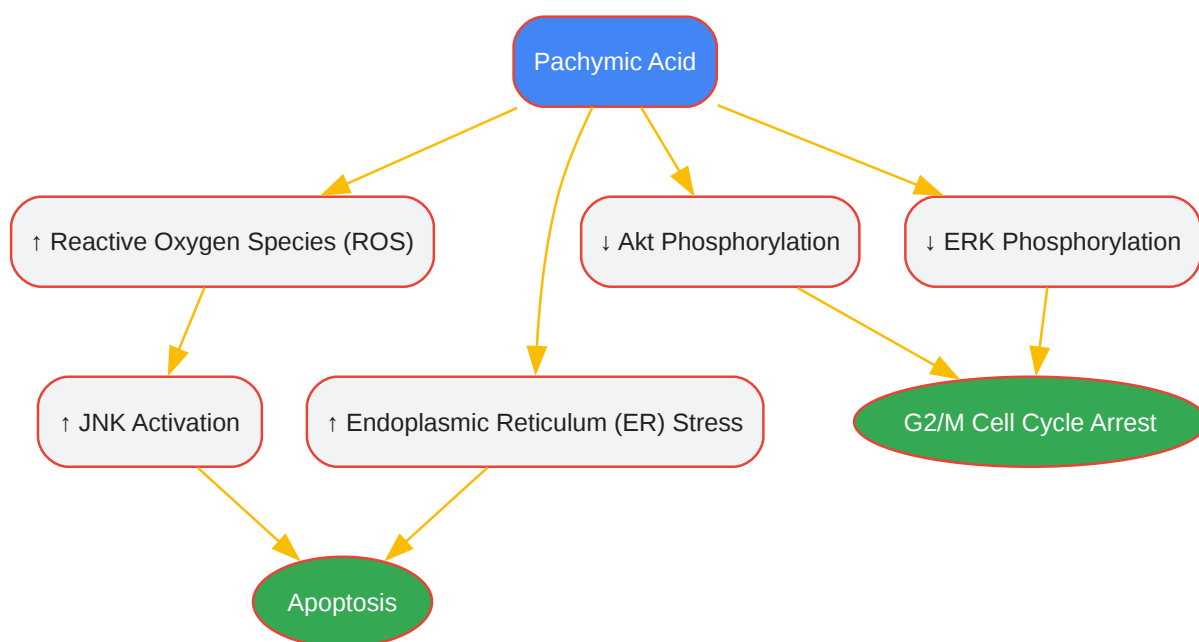 Pachymic Acid
↑ Reactive Oxygen Species (ROS)
↓ Akt Phosphorylation
↓ ERK Phosphorylation
↑ JNK Activation
↑ Endoplasmic Reticulum (ER) Stress
G2/M Cell Cycle Arrest
Apoptosis